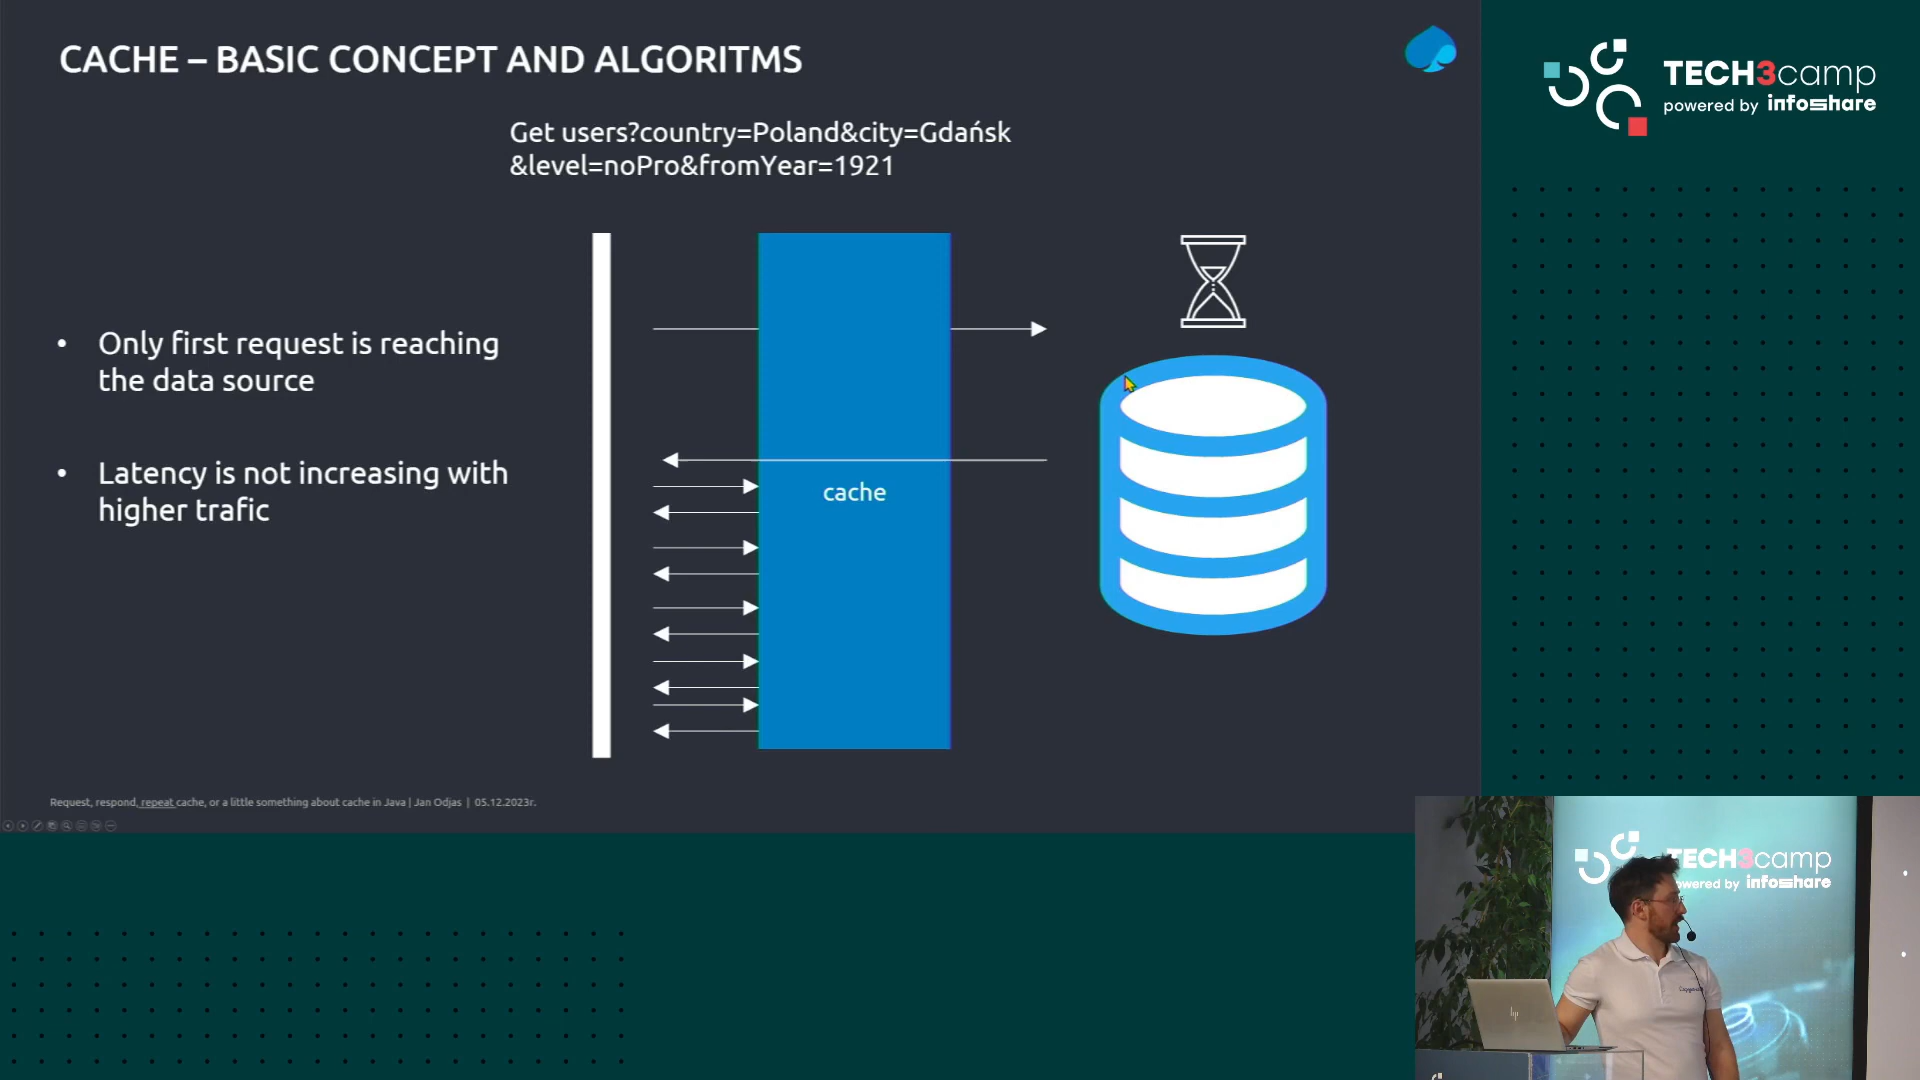 CACHE – BASIC CONCEPT AND ALGORITMS
TECH3camp
powered by infoshare
Get users?country=Poland&city=Gdańsk
&level=noPro&fromYear=1921
Only first request is reaching
the data source
Latency is not increasing with
higher trafic
cache
Request, respond, repeat cache, or a little something about cache in Java | Jan Odjas | 05.12.2023r.
TECH3camp
powered by infoshare
hp